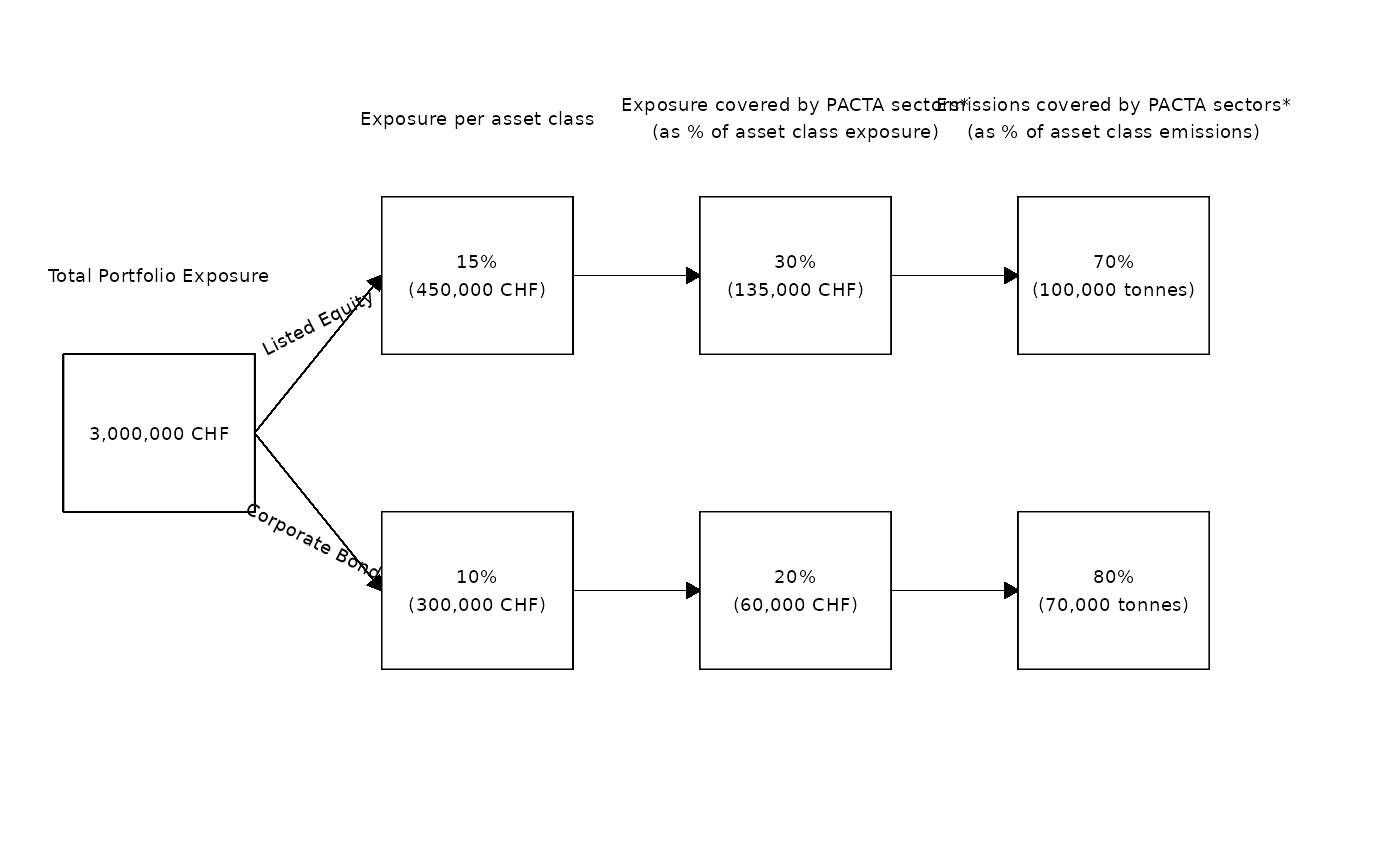 Exposure per asset class
Exposure covered by PACTA sectors*
(as % of asset class exposure)
Emissions covered by PACTA sectors*
(as % of asset class emissions)
Total Portfolio Exposure
3,000,000 CHF
Listed Equity
15%
(450,000 CHF)
30%
(135,000 CHF)
70%
(100,000 tonnes)
Corporate Bond
10%
(300,000 CHF)
20%
(60,000 CHF)
80%
(70,000 tonnes)